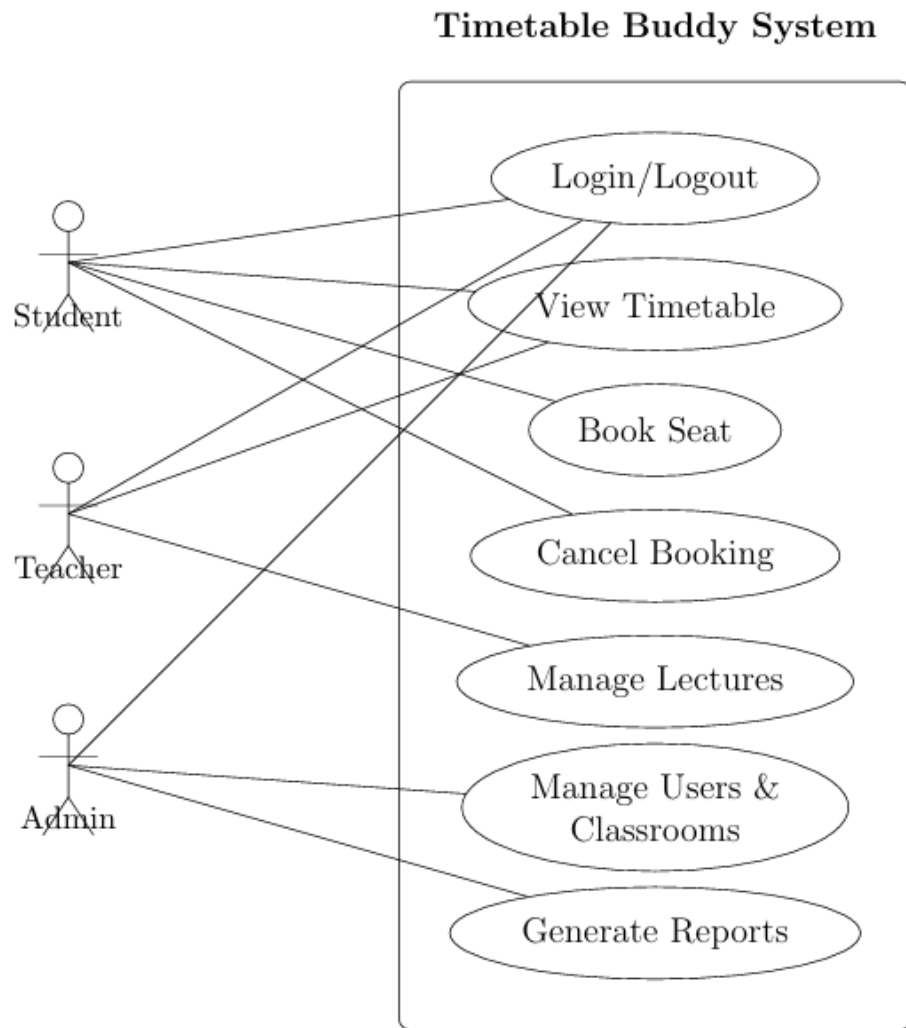 Timetable Buddy System
Login/Logout
Student
View Timetable
Book Seat
Teacher
Cancel Booking
Manage Lectures
Admin
Manage Users &
Classrooms
Generate Reports